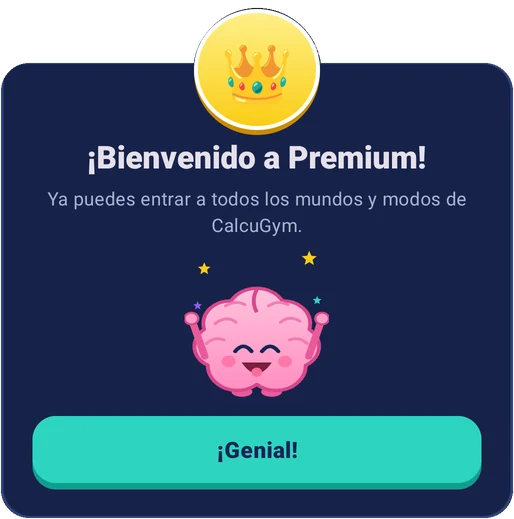 ¡Bienvenido a Premium!
Ya puedes entrar a todos los mundos y modos de
CalcuGym.
¡Genial!